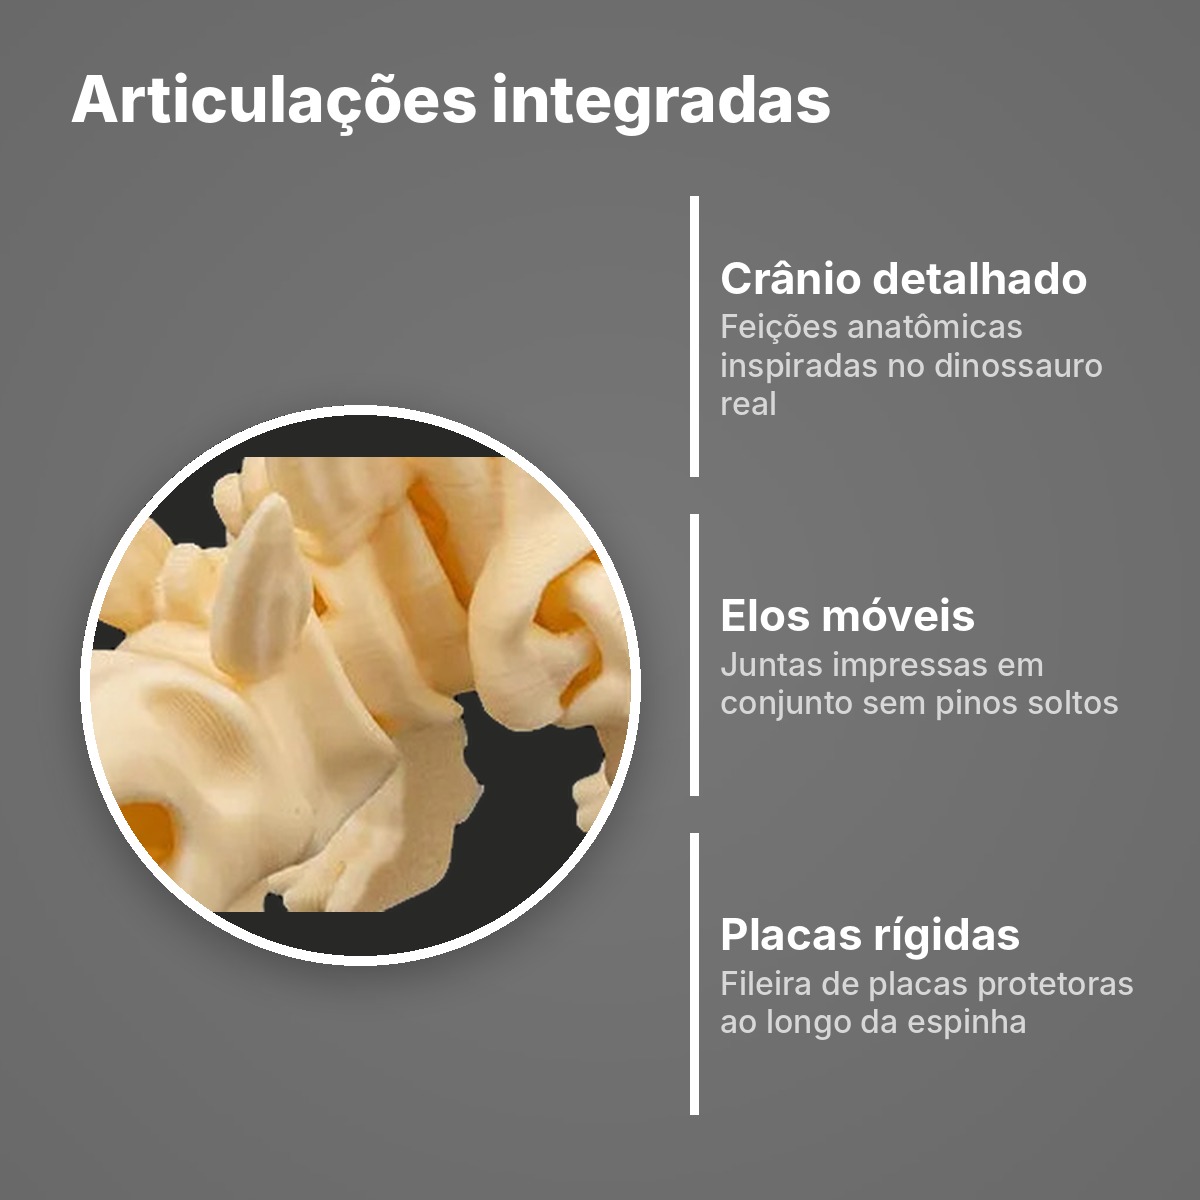 Articulações integradas
Crânio detalhado
Feições anatômicas
inspiradas no dinossauro
real
Elos móveis
Juntas impressas em
conjunto sem pinos soltos
Placas rígidas
Fileira de placas protetoras
ao longo da espinha